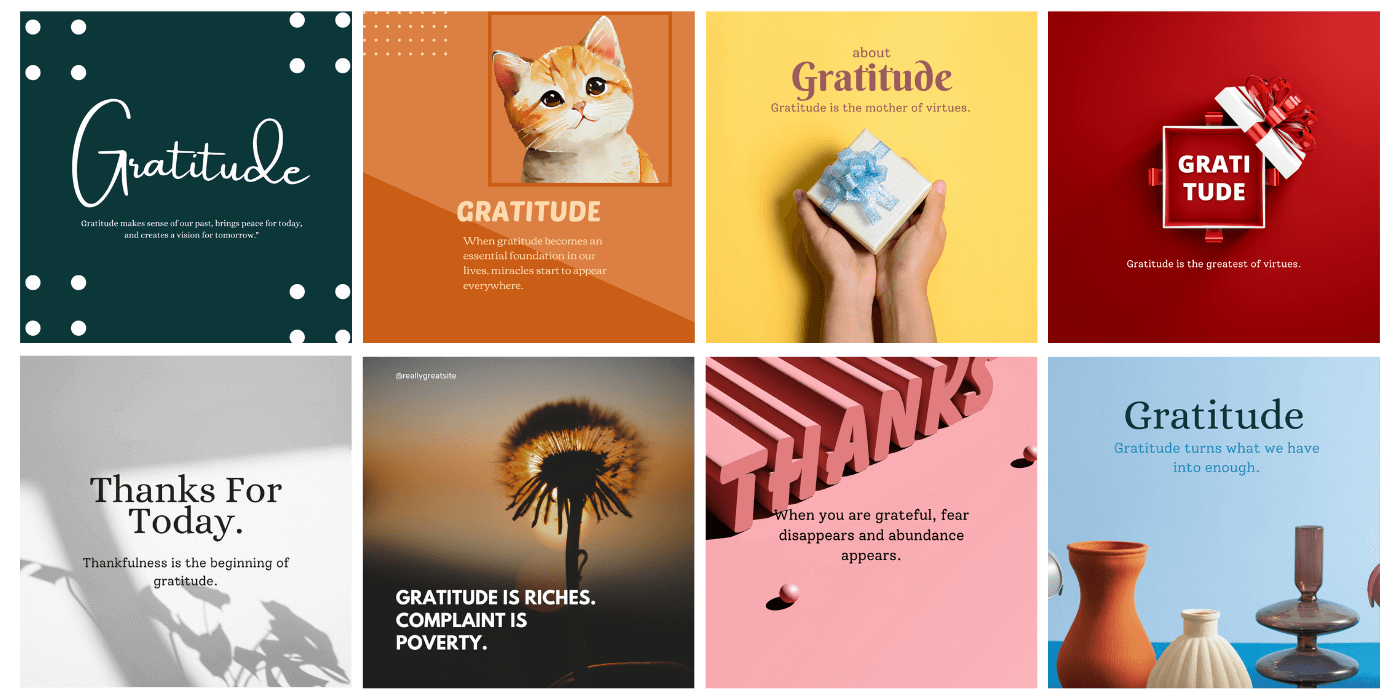 Gratitude
Gratitude makes sense of our past, brings peace for today,
and creates a vision for tomorrow."
GRATITUDE
When gratitude becomes an
essential foundation in our
lives, miracles start to appear
everywhere.
about
Gratitude
Gratitude is the mother of virtues.
GRATI
TUDE
Gratitude is the greatest of virtues.
Thanks For
Today.
Thankfulness is the beginning of
gratitude.
@reallygreatsite
GRATITUDE IS RICHES.
COMPLAINT IS
POVERTY.
THANKS
When you are grateful, fear
disappears and abundance
appears.
Gratitude
Gratitude turns what we have
into enough.